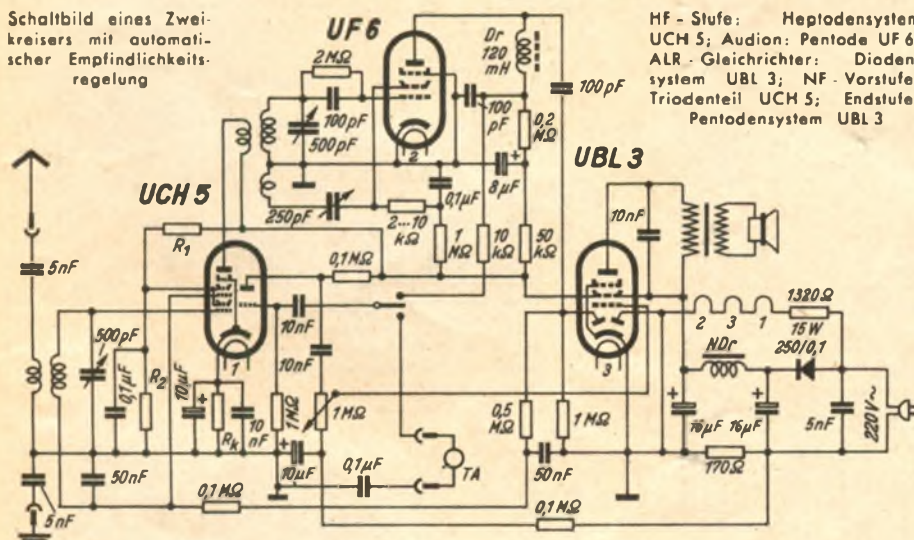 Schaltbild eines Zwei-
kreisers mit automati-
scher Empfindlichkeits-
regelung
HF - Stufe: Heptodensystem
UCH 5; Audion: Pentode UF 6
ALR - Gleichrichter: Dioden-
system UBL 3; NF - Vorstufe
Triodenteil UCH 5; Endstufe
Pentodensystem UBL 3
UF 6
2MΩ
100pF
500pF
2
Dr
120
mH
100
pF
100pF
0,2
MΩ
8µF
+
0,1µF
250pF
2...10
kΩ
1
MΩ
10
kΩ
50
kΩ
UBL 3
10nF
UCH 5
R1
0,1MΩ
5nF
500pF
0,1µF
R2
10µF
+
Rk
10
nF
1
10nF
10nF
1MΩ
1MΩ
+
10µF
0,1µF
TA
50nF
5nF
0,1MΩ
0,5
MΩ
50nF
1MΩ
3
0,1MΩ
2
3
1
1320Ω
15W
250/0,1
NDr
+
16µF
+
16µF
170Ω
5nF
220V~